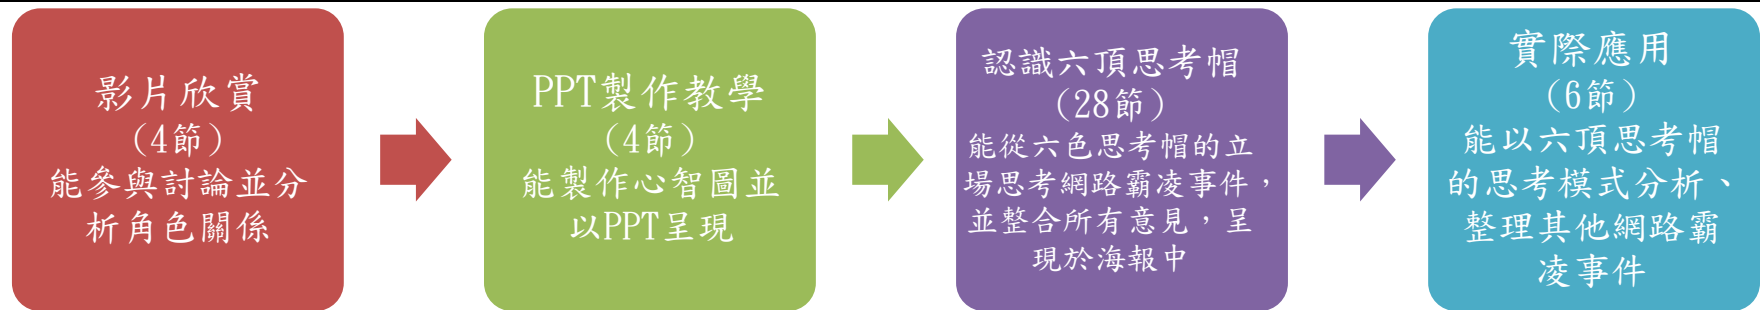 影片欣賞
（4節）
能參與討論並分
析角色關係
PPT製作教學
（4節）
能製作心智圖並
以PPT呈現
認識六頂思考帽
（28節）
能從六色思考帽的立
場思考網路霸凌事件，
並整合所有意見，呈
現於海報中
實際應用
（6節）
能以六頂思考帽
的思考模式分析、
整理其他網路霸
凌事件